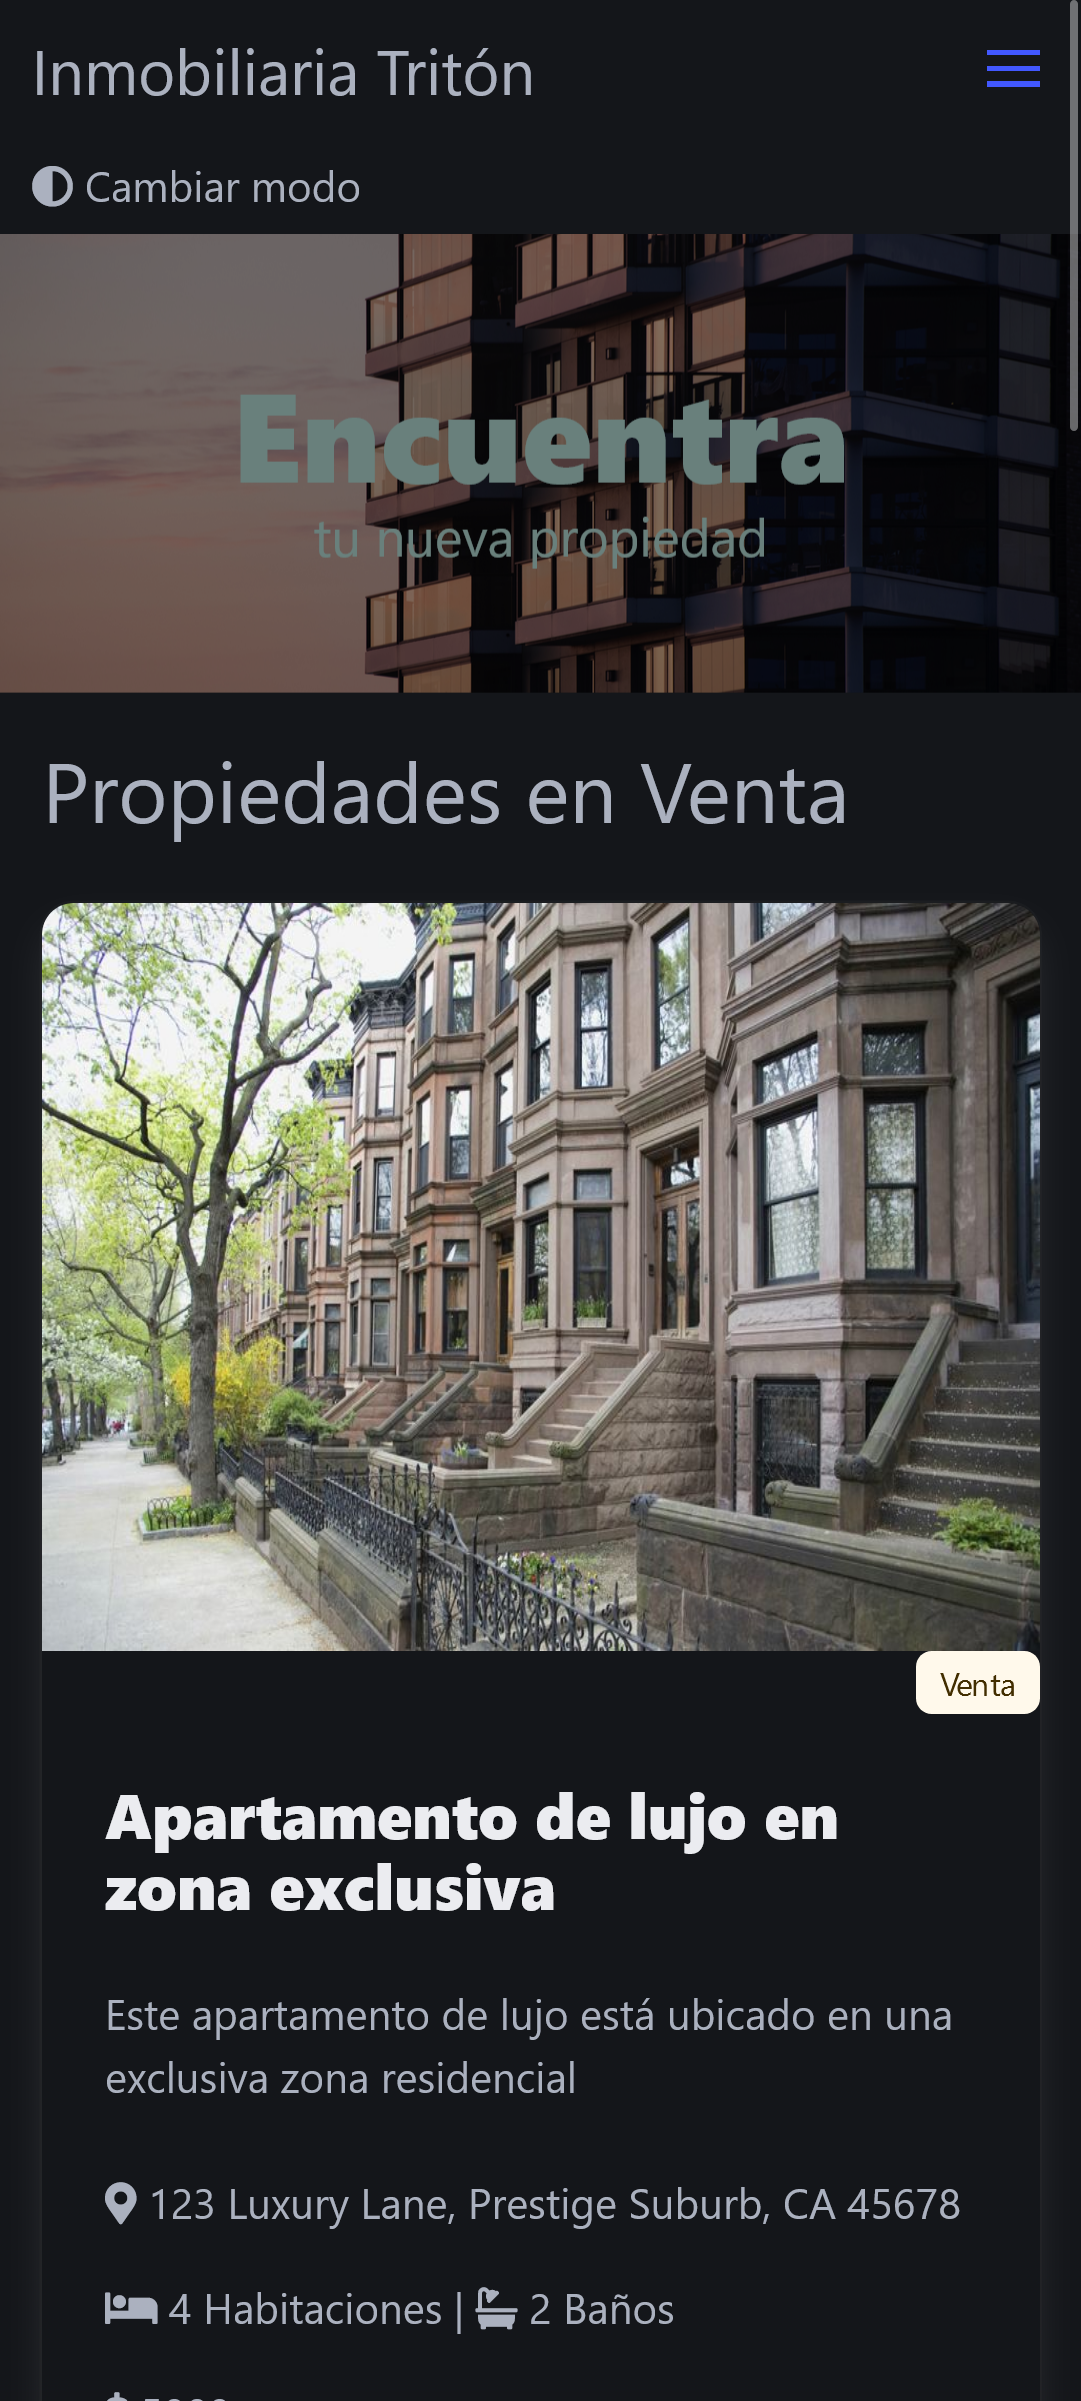 Inmobiliaria Tritón
Cambiar modo
Encuentra
tu nueva propiedad
Propiedades en Venta
Venta
Apartamento de lujo en
zona exclusiva
Este apartamento de lujo está ubicado en una
exclusiva zona residencial
123 Luxury Lane, Prestige Suburb, CA 45678
4 Habitaciones | 2 Baños